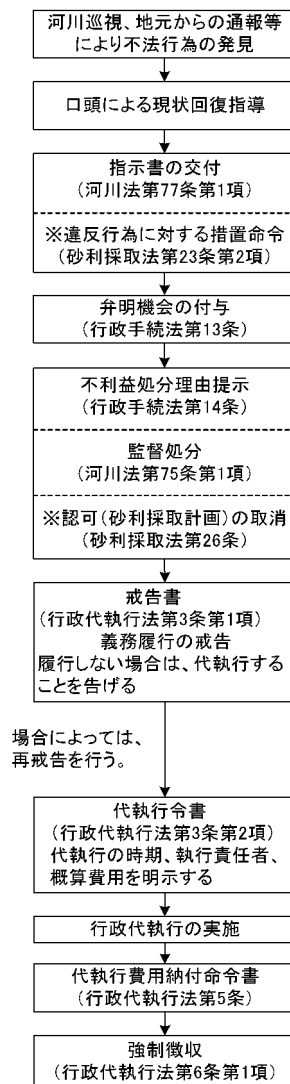 河川巡視、地元からの通報等
により不法行為の発見
口頭による現状回復指導
指示書の交付
(河川法第77条第1項)
※違反行為に対する措置命令
(砂利採取法第23条第2項)
弁明機会の付与
(行政手続法第13条)
不利益処分理由提示
(行政手続法第14条)
監督処分
(河川法第75条第1項)
※認可(砂利採取計画)の取消
(砂利採取法第26条)
戒告書
(行政代執行法第3条第1項)
義務履行の戒告
履行しない場合は、代執行する
ことを告げる
場合によっては、
再戒告を行う。
代執行令書
(行政代執行法第3条第2項)
代執行の時期、執行責任者、
概算費用を明示する
行政代執行の実施
代執行費用納付命令書
(行政代執行法第5条)
強制徴収
(行政代執行法第6条第1項)